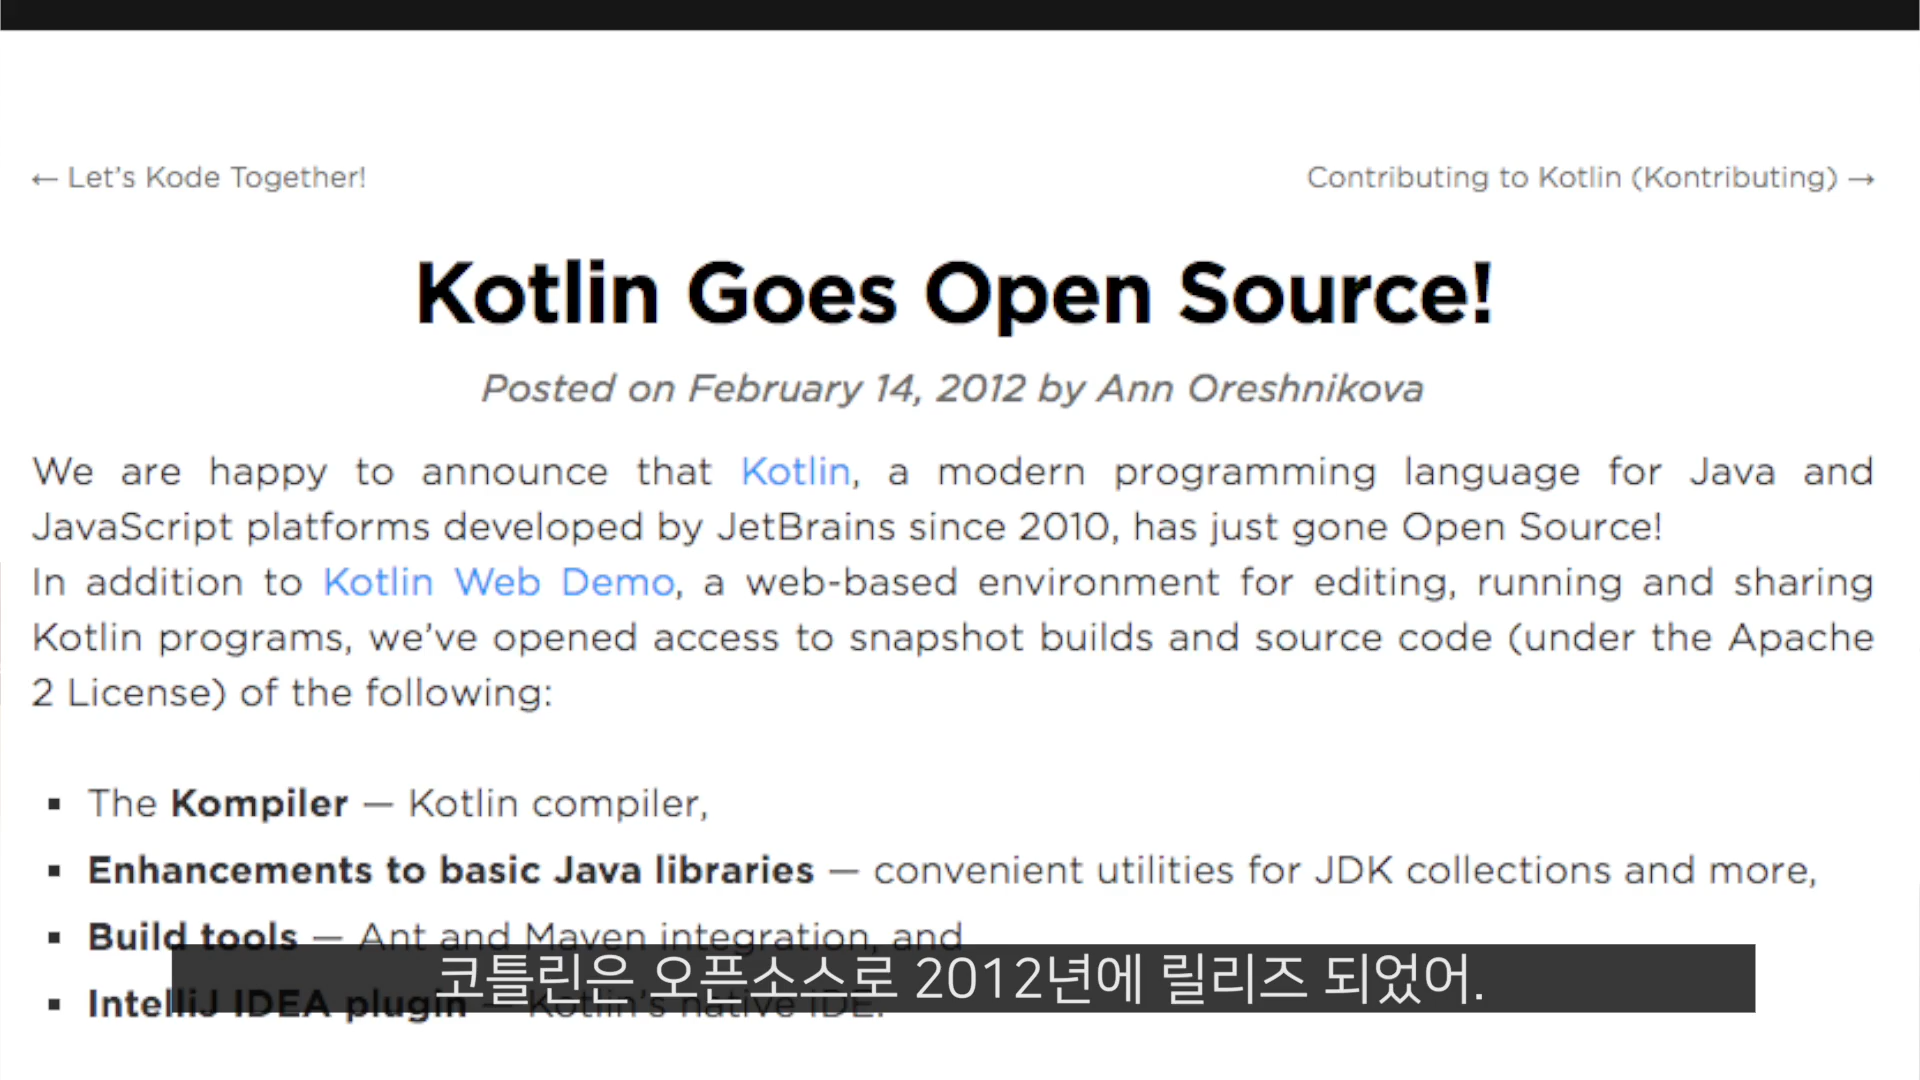 ← Let's Kode Together!
Contributing to Kotlin (Kontributing) →
Kotlin Goes Open Source!
Posted on February 14, 2012 by Ann Oreshnikova
We are happy to announce that Kotlin, a modern programming language for Java and
JavaScript platforms developed by JetBrains since 2010, has just gone Open Source!
In addition to Kotlin Web Demo, a web-based environment for editing, running and sharing
Kotlin programs, we've opened access to snapshot builds and source code (under the Apache
2 License) of the following:
▪ The Kompiler — Kotlin compiler,
▪ Enhancements to basic Java libraries — convenient utilities for JDK collections and more,
▪ Build tools — Ant and Maven integration, and
▪ IntelliJ IDEA plugin — Kotlin's native IDE.
코틀린은 오픈소스로 2012년에 릴리즈 되었어.